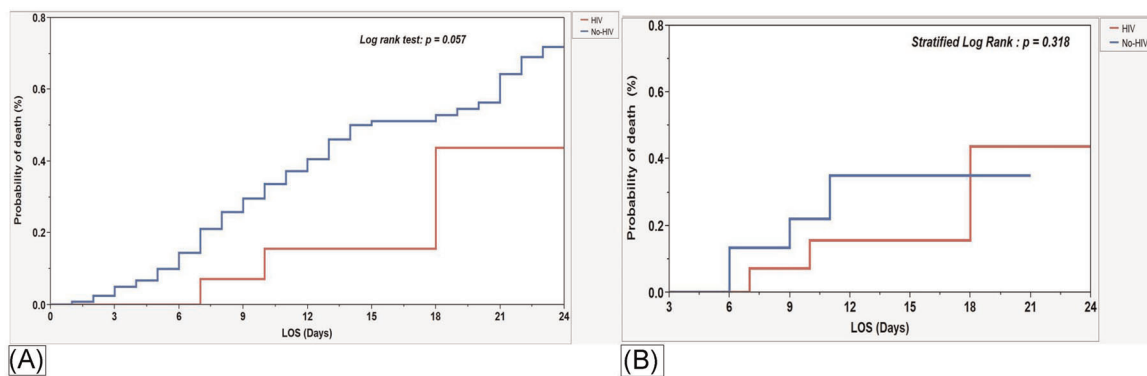 HIV
No-HIV
Log rank test: p = 0.057
0.8
0.6
0.4
0.2
0.0
Probability of death (%)
0 3 6 9 12 15 18 21 24
LOS (Days)
(A)
HIV
No-HIV
Stratified Log Rank : p = 0.318
0.8
0.6
0.4
0.2
0.0
Probability of death (%)
3 6 9 12 15 18 21 24
LOS (Days)
(B)